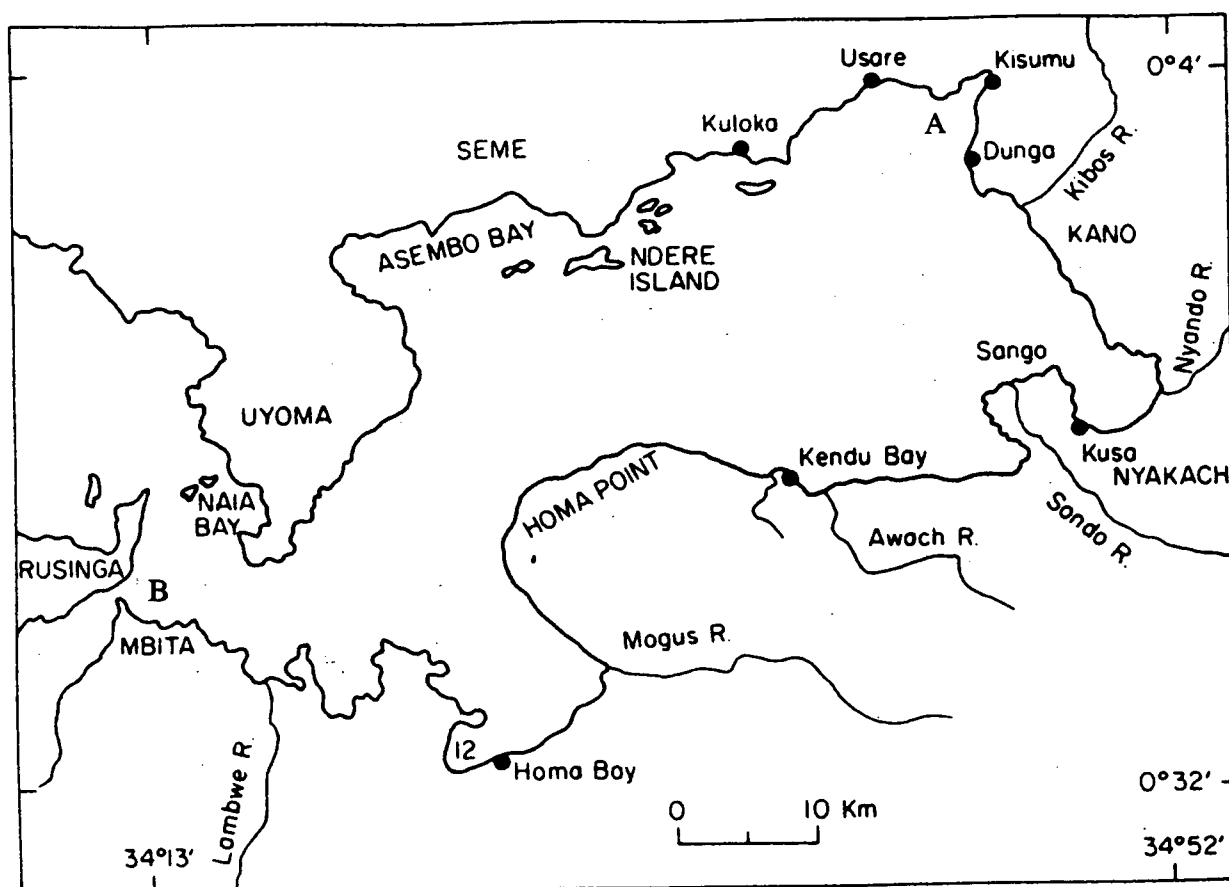 Usare
Kisumu
0°4'
A
Kuloka
SEME
Dunga
Kibos R.
KANO
ASEMBO BAY
NDERE
ISLAND
Nyando R.
Sango
UYOMA
Kusa
NYAKACH
Kendu Bay
HOMA POINT
NAIA
BAY
Sondo R.
Awach R.
RUSINGA
B
MBITA
Mogus R.
12
Homa Bay
Lambwe R.
0 10 Km
0°32'
34°13'
34°52'